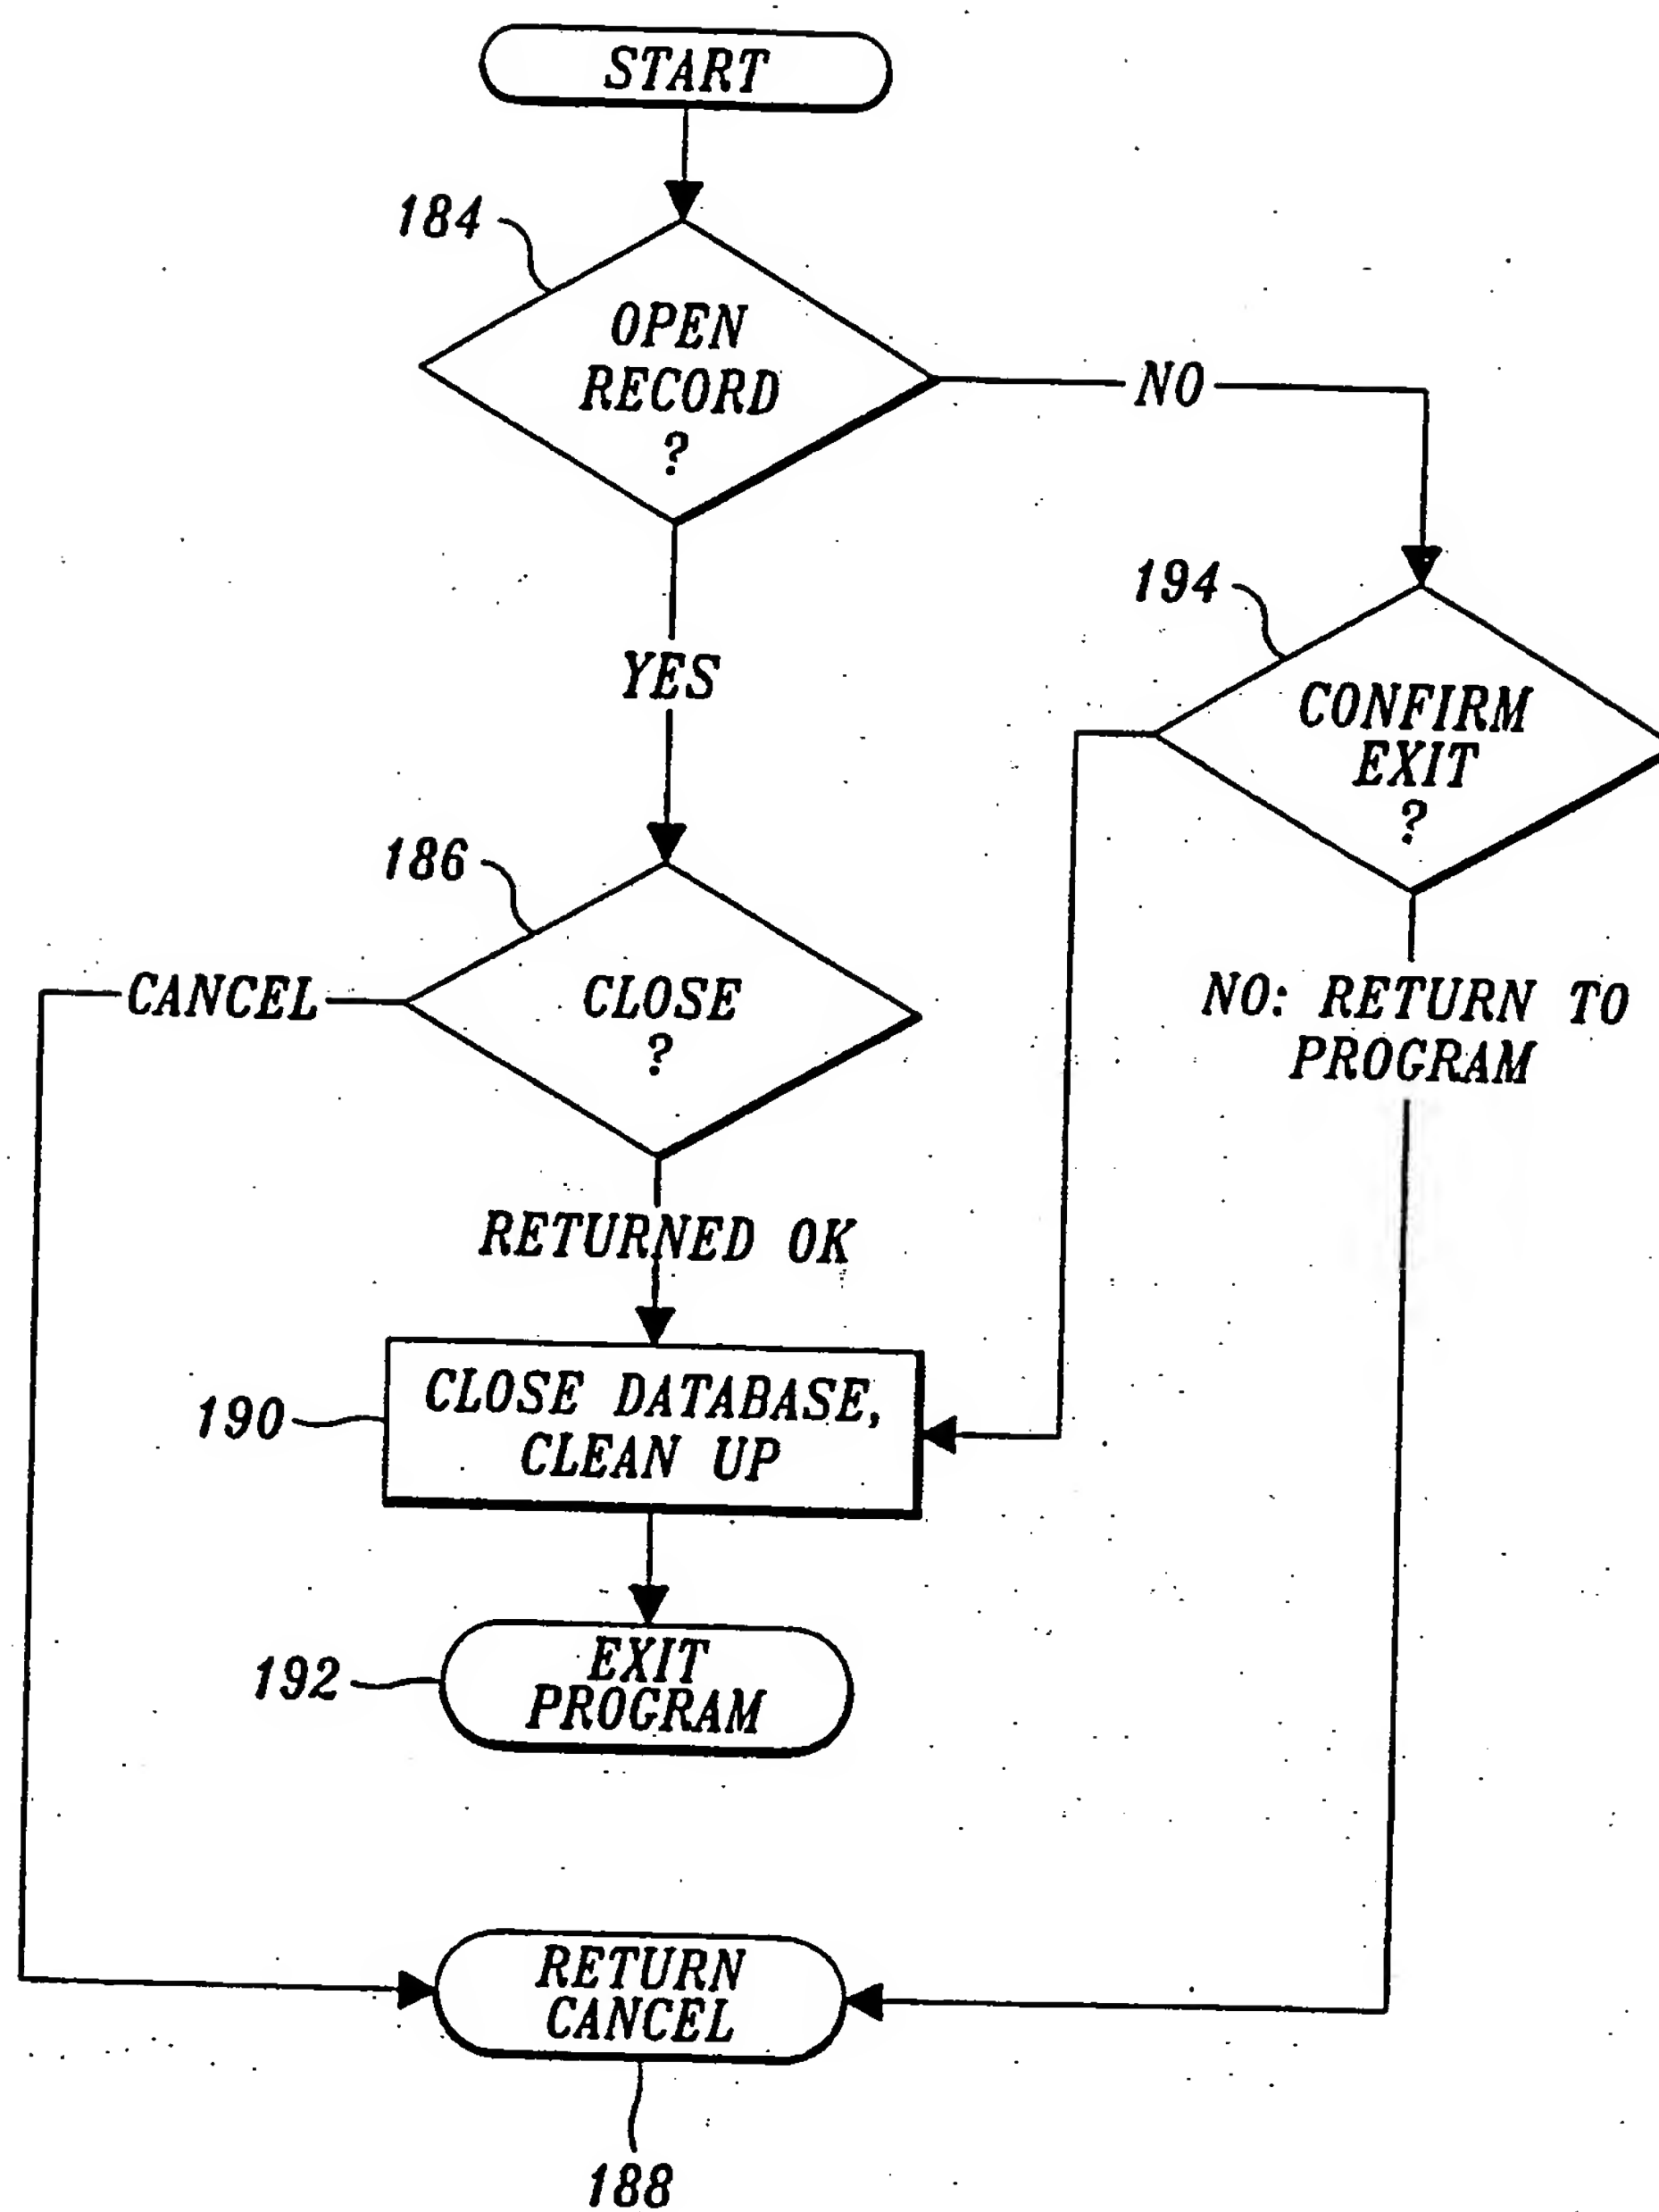 START
184
OPEN
RECORD
?
NO
194
CONFIRM
EXIT
?
YES
186
CLOSE
?
CANCEL
NO: RETURN TO
PROGRAM
RETURNED OK
190
CLOSE DATABASE,
CLEAN UP
192
EXIT
PROGRAM
RETURN
CANCEL
188